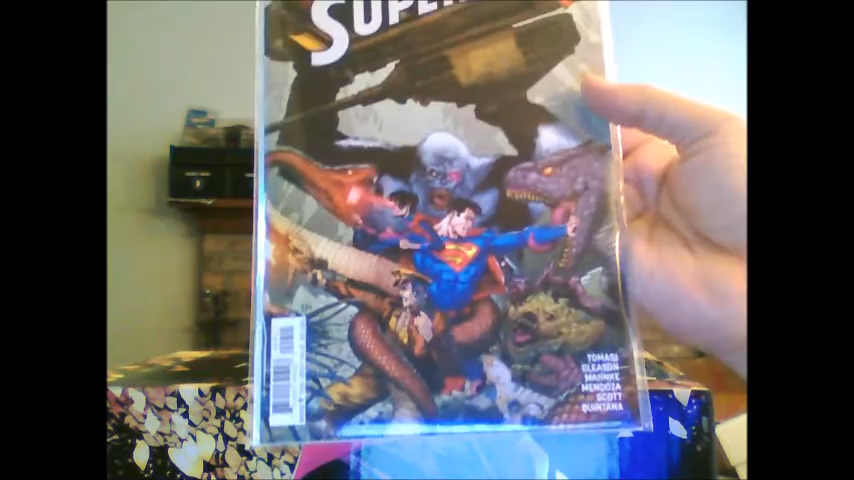 SUPER
TOMASI
GLEASON
MAHNKE
MENDOZA
SCOTT
QUINTANA